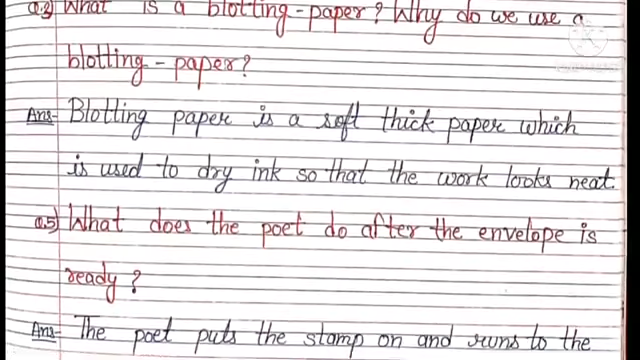 Q.2) What is a blotting-paper? Why do we use a
blotting-paper?
Ans- Blotting paper is a soft thick paper which
is used to dry ink so that the work looks neat.
Q.5) What does the poet do after the envelope is
ready?
Ans- The poet puts the stamp on and runs to the